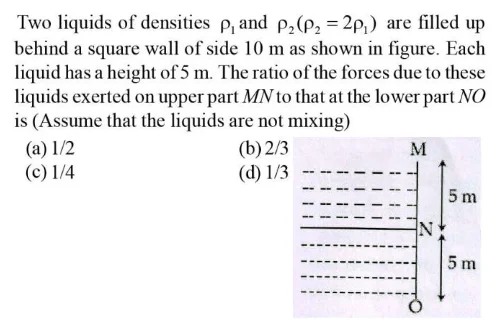 Two liquids of densities ρ₁ and ρ₂(ρ₂ = 2ρ₁) are filled up
behind a square wall of side 10 m as shown in figure. Each
liquid has a height of 5 m. The ratio of the forces due to these
liquids exerted on upper part MN to that at the lower part NO
is (Assume that the liquids are not mixing)
(a) 1/2 (b) 2/3
(c) 1/4 (d) 1/3
M
5 m
N
5 m
O